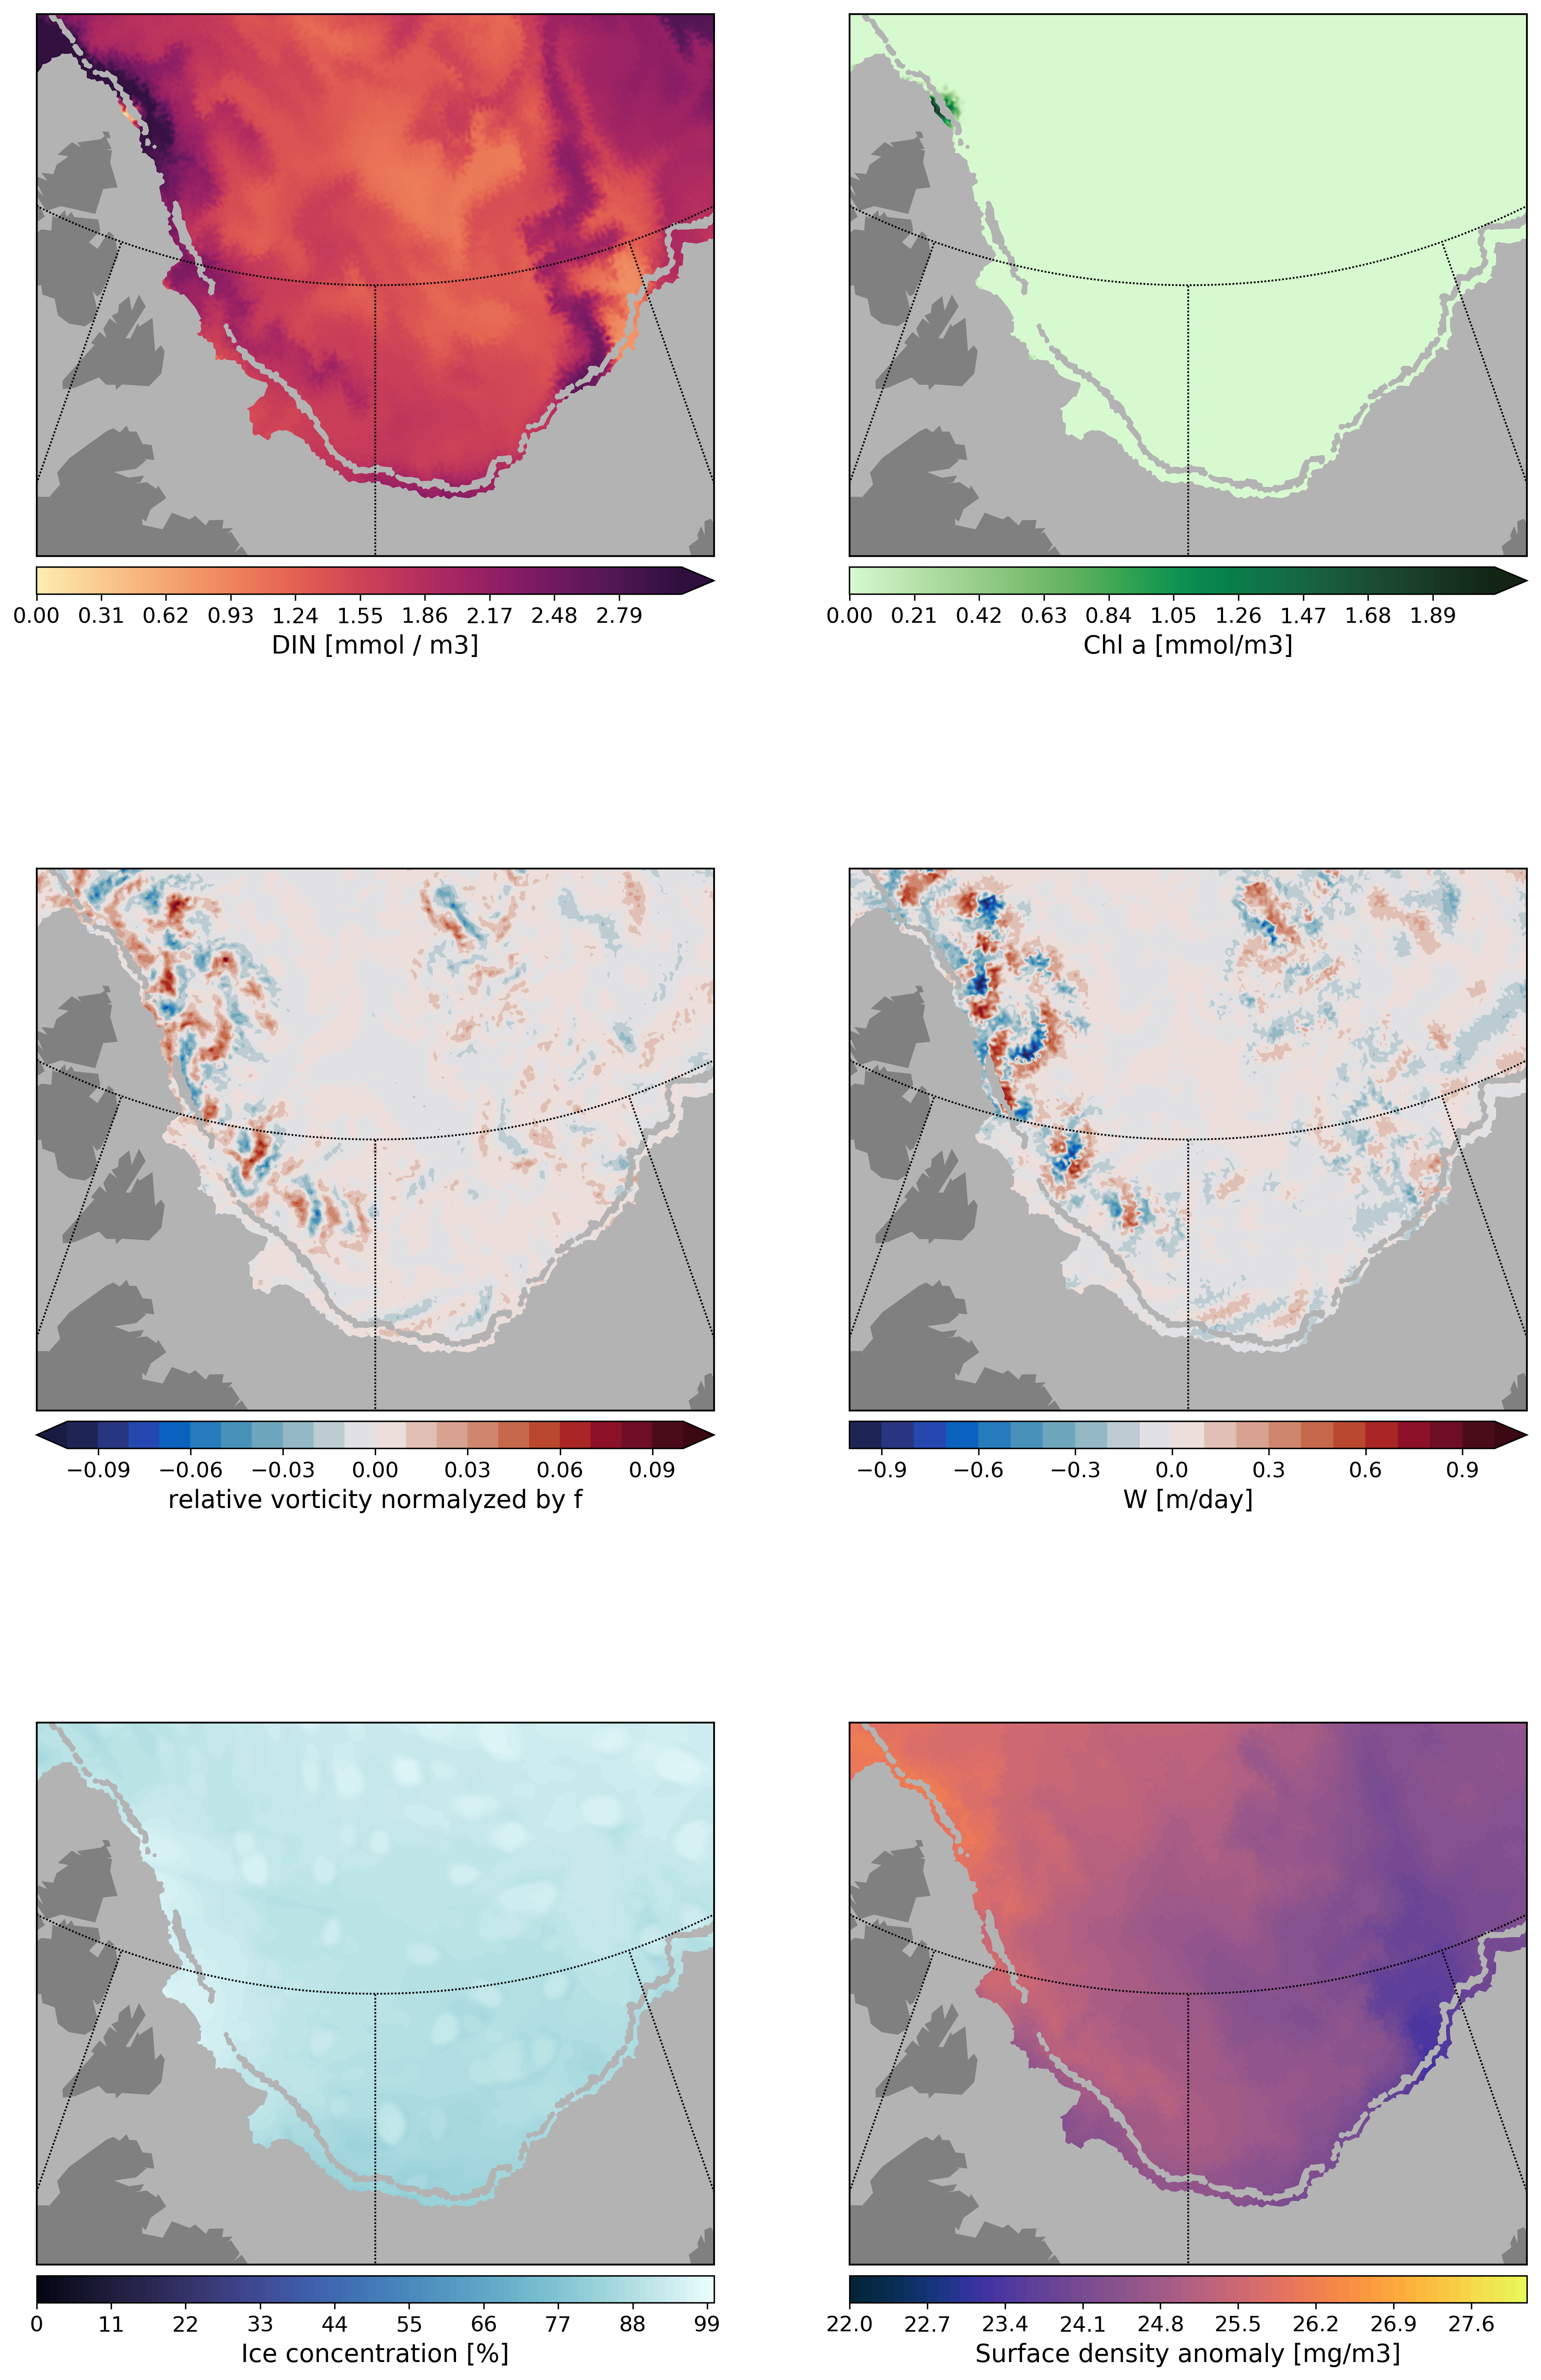 0.00 0.31 0.62 0.93 1.24 1.55 1.86 2.17 2.48 2.79
DIN [mmol / m3]
0.00 0.21 0.42 0.63 0.84 1.05 1.26 1.47 1.68 1.89
Chl a [mmol/m3]
−0.09 −0.06 −0.03 0.00 0.03 0.06 0.09
relative vorticity normalyzed by f
−0.9 −0.6 −0.3 0.0 0.3 0.6 0.9
W [m/day]
0 11 22 33 44 55 66 77 88 99
Ice concentration [%]
22.0 22.7 23.4 24.1 24.8 25.5 26.2 26.9 27.6
Surface density anomaly [mg/m3]